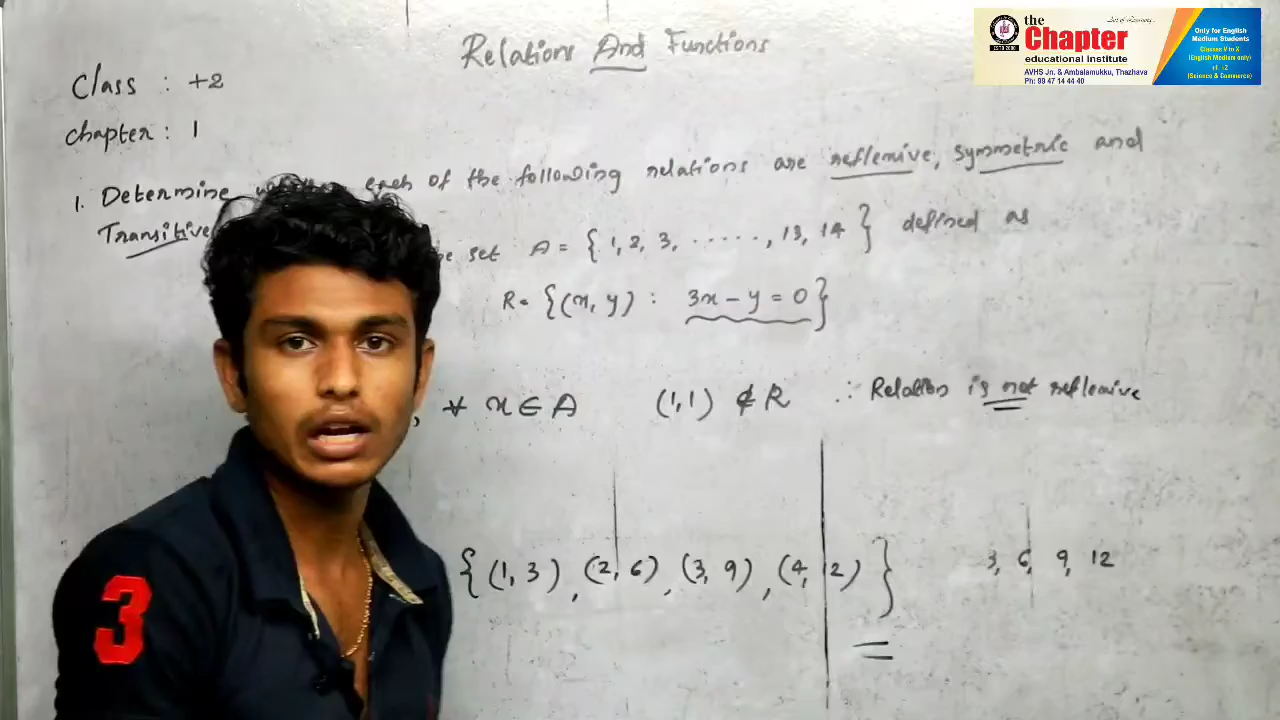 Relations And Functions
Class : +2
Chapter : 1
1. Determine each of the following relations are reflexive, symmetric and
Transitive set A = { 1, 2, 3, ......, 13, 14 } defined as
R = {(x, y) : 3x - y = 0}
, ∀ x ∈ A (1,1) ∉ R ∴ Relation is not reflexive
{ (1, 3), (2, 6), (3, 9), (4, 12) } 3, 6, 9, 12
3
the
Chapter
educational institute
AVHS Jn. & Ambalamukku, Thazhava
Ph: 99 47 14 44 40
Only for English
Medium Students
Classes V to X
(English Medium only)
+1 +2
(Science & Commerce)